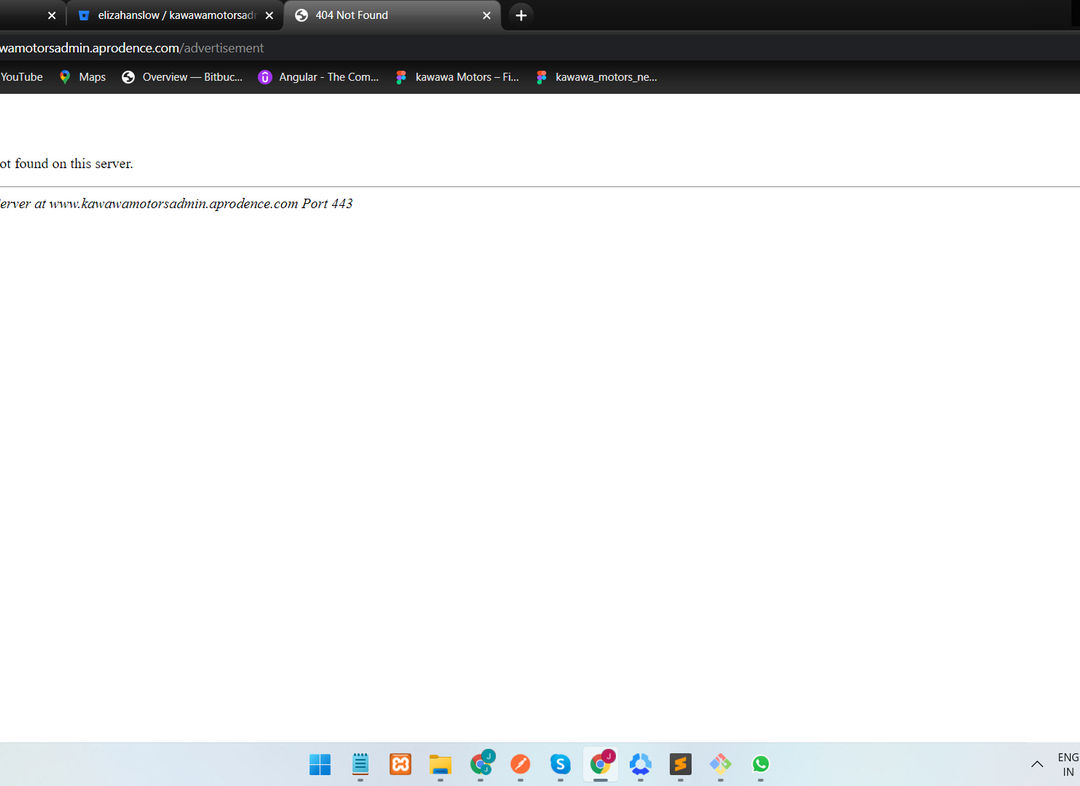 elizahanslow / kawawamotorsad
404 Not Found
wamotorsadmin.aprodence.com/advertisement
YouTube
Maps
Overview — Bitbuc...
Angular - The Com...
kawawa Motors – Fi...
kawawa_motors_ne...
ot found on this server.
erver at www.kawawamotorsadmin.aprodence.com Port 443
ENG
IN